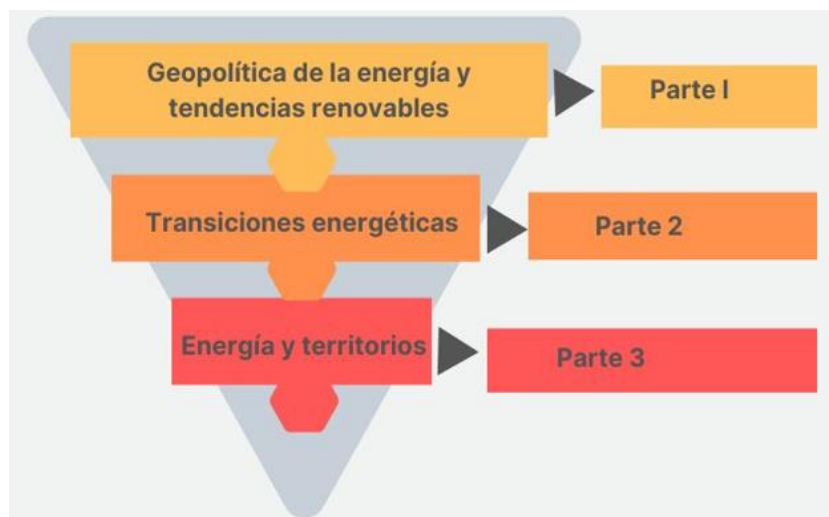 Geopolítica de la energía y
tendencias renovables
Parte I
Transiciones energéticas
Parte 2
Energía y territorios
Parte 3